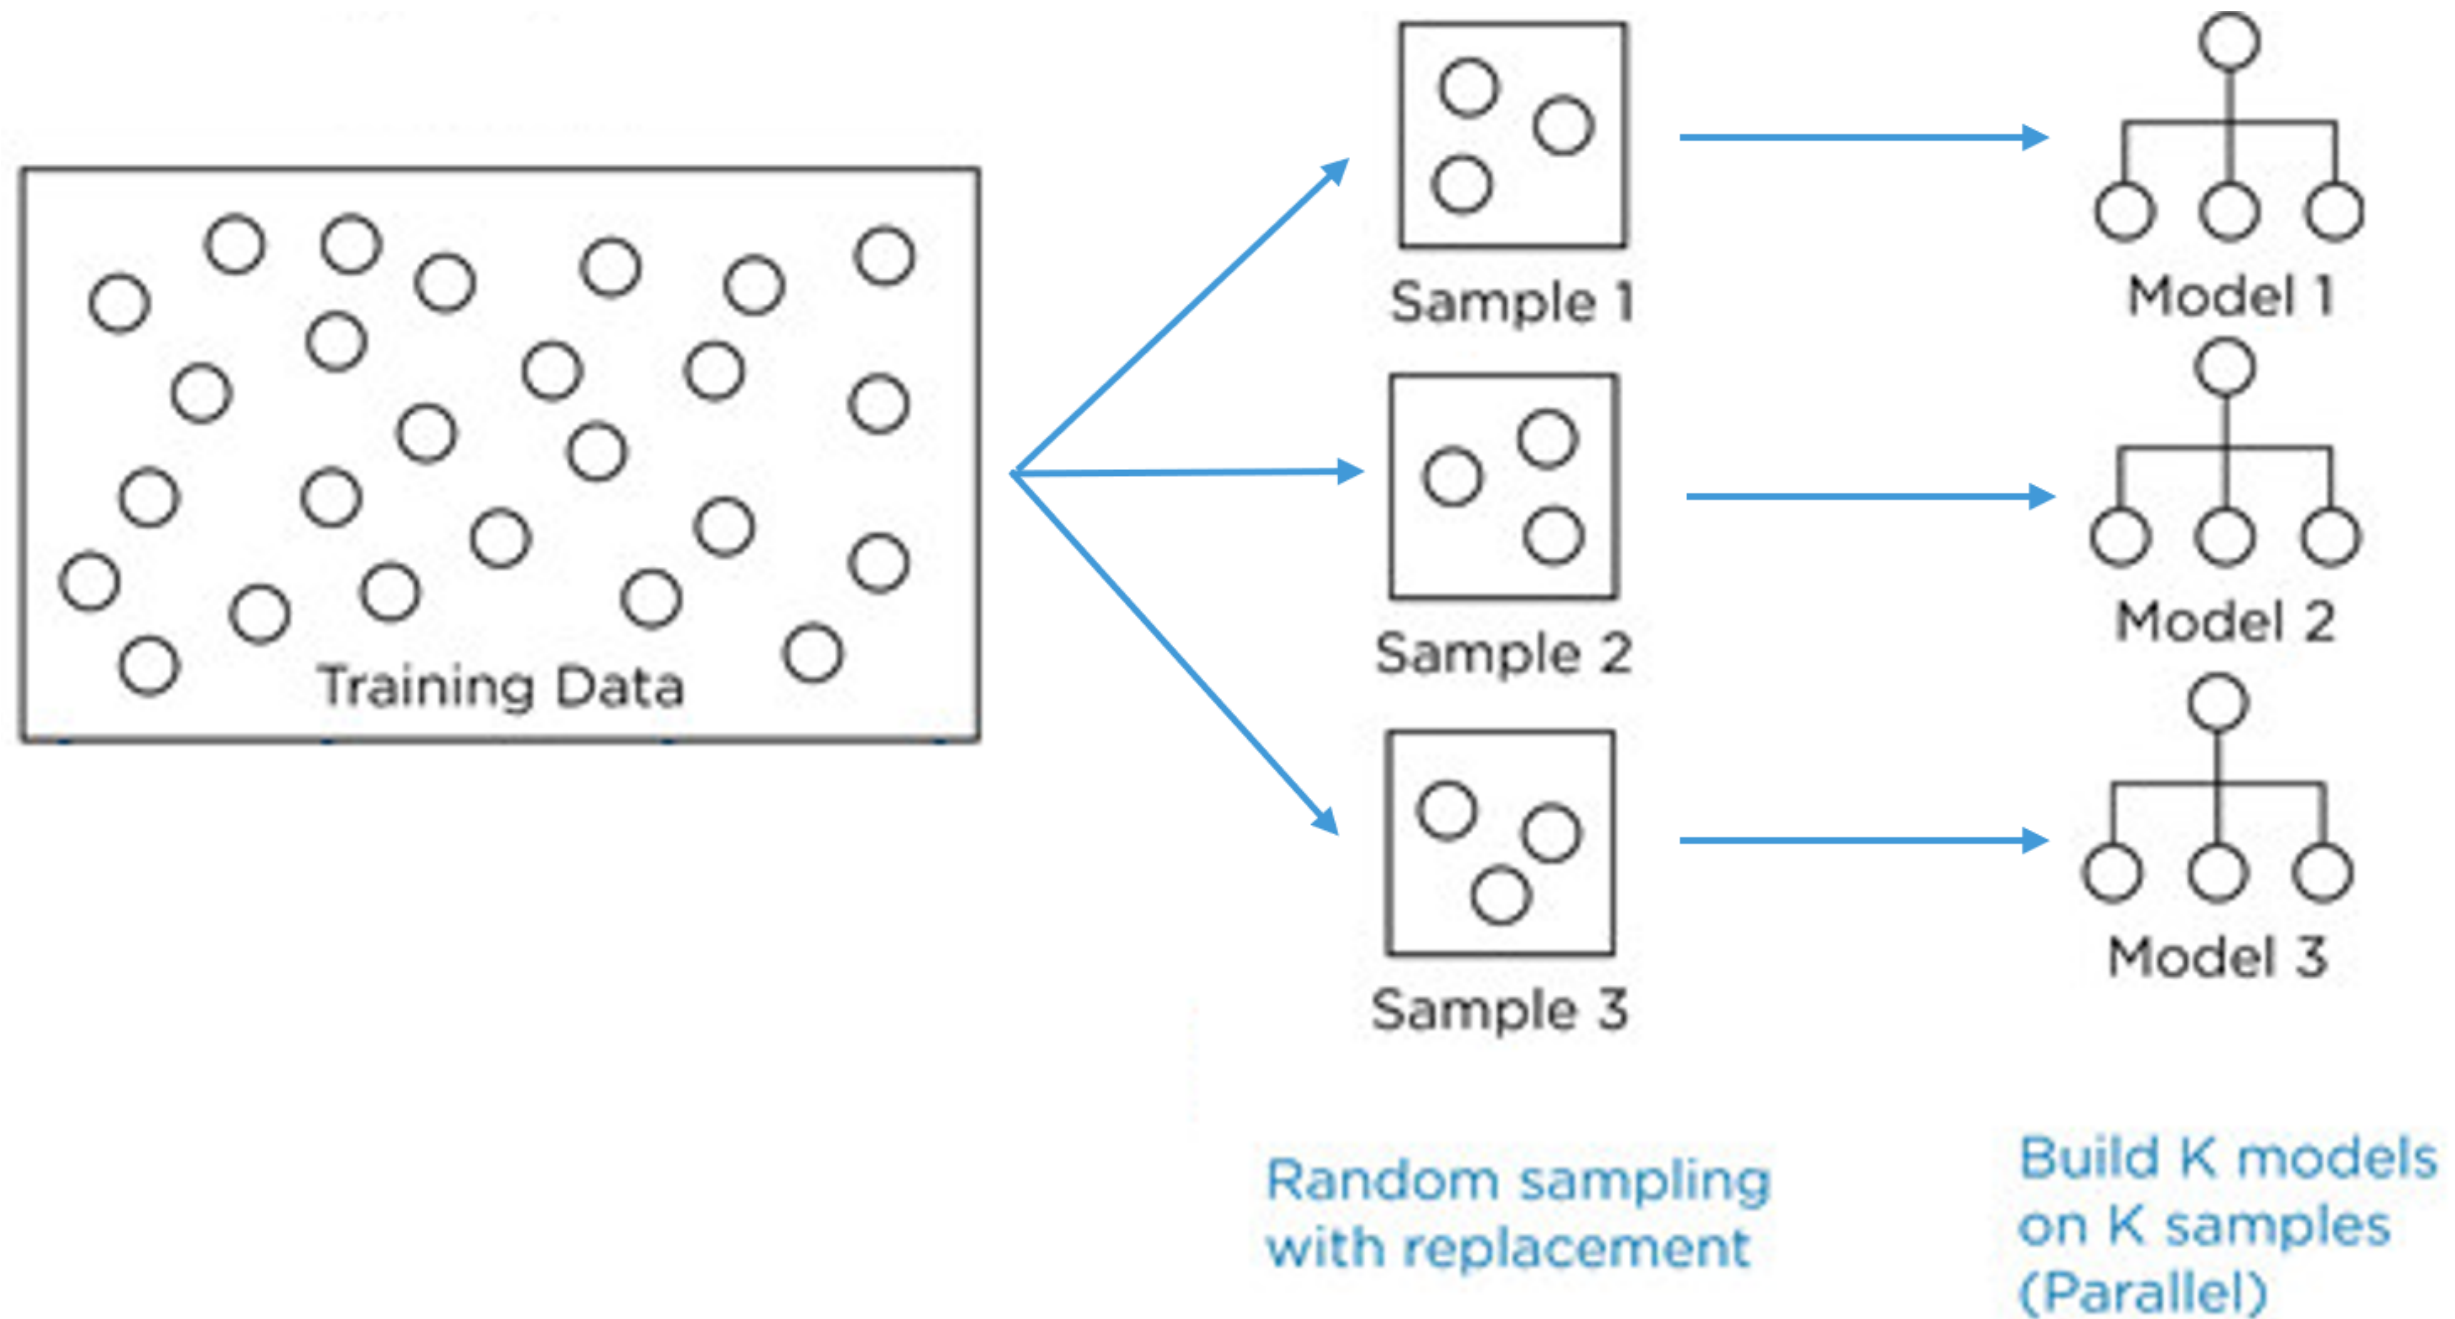 Training Data
Sample 1
Sample 2
Sample 3
Model 1
Model 2
Model 3
Random sampling
with replacement
Build K models
on K samples
(Parallel)